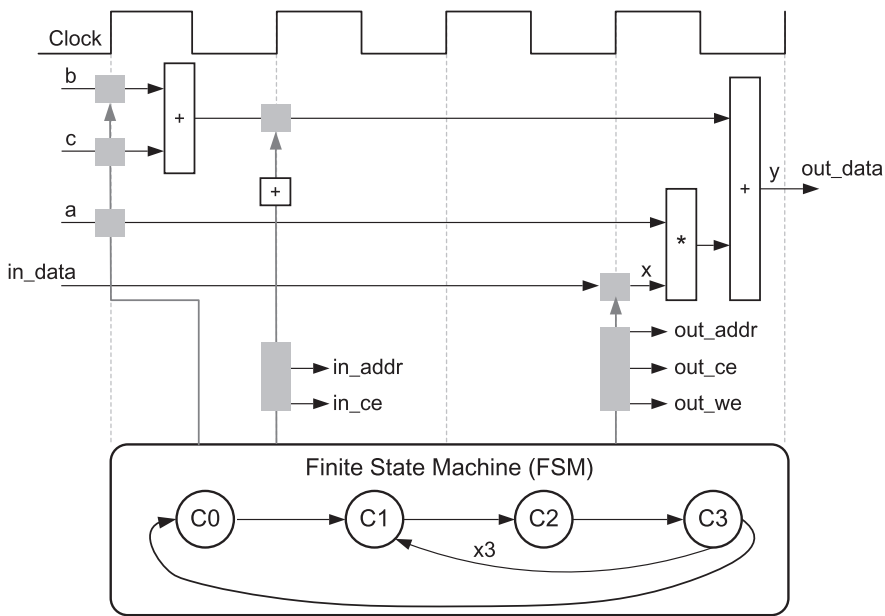 Clock
b
+
c
+
a
*
+
y
out_data
in_data
x
out_addr
in_addr
out_ce
in_ce
out_we
Finite State Machine (FSM)
C0
C1
C2
C3
x3